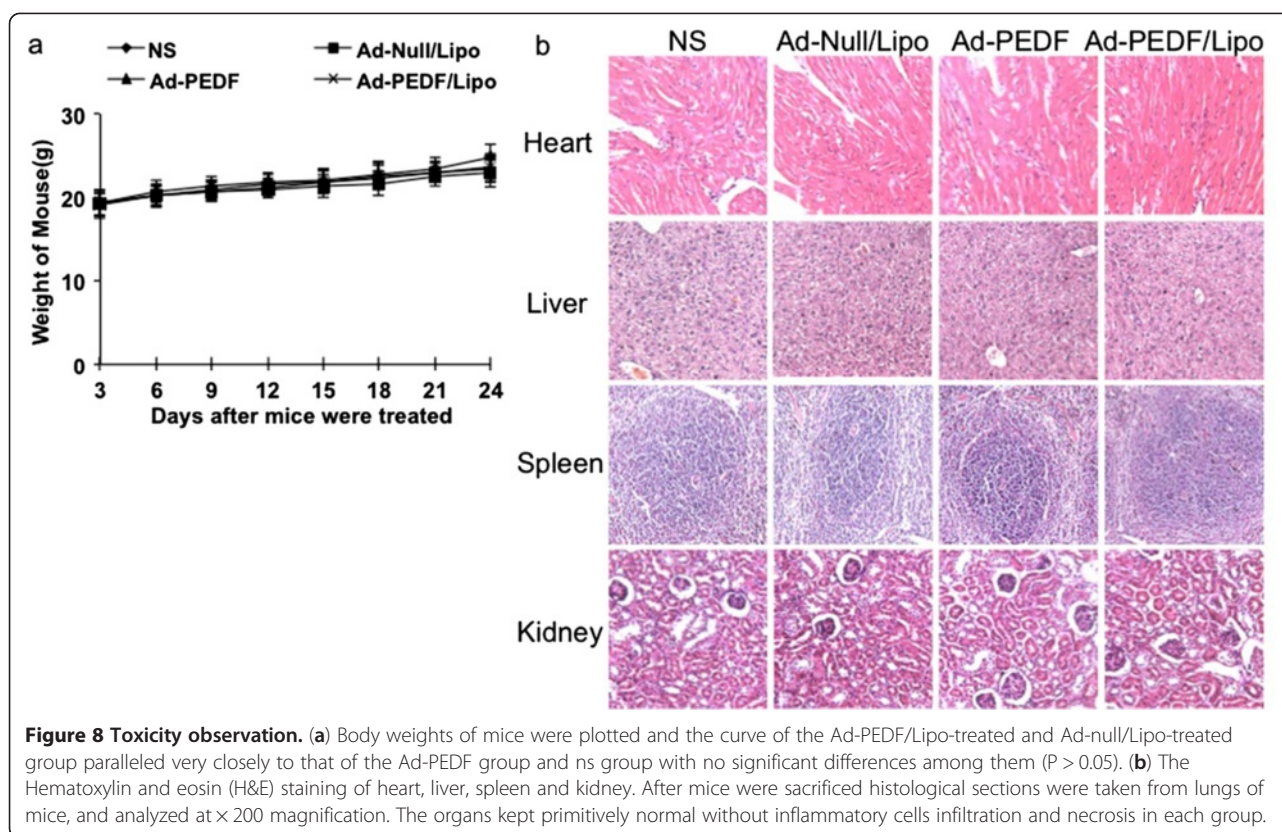 a
NS
Ad-Null/Lipo
Ad-PEDF
Ad-PEDF/Lipo
Weight of Mouse(g)
30
20
10
0
3 6 9 12 15 18 21 24
Days after mice were treated
b
NS Ad-Null/Lipo Ad-PEDF Ad-PEDF/Lipo
Heart
Liver
Spleen
Kidney
Figure 8 Toxicity observation. (a) Body weights of mice were plotted and the curve of the Ad-PEDF/Lipo-treated and Ad-null/Lipo-treated
group paralleled very closely to that of the Ad-PEDF group and ns group with no significant differences among them (P > 0.05). (b) The
Hematoxylin and eosin (H&E) staining of heart, liver, spleen and kidney. After mice were sacrificed histological sections were taken from lungs of
mice, and analyzed at × 200 magnification. The organs kept primitively normal without inflammatory cells infiltration and necrosis in each group.